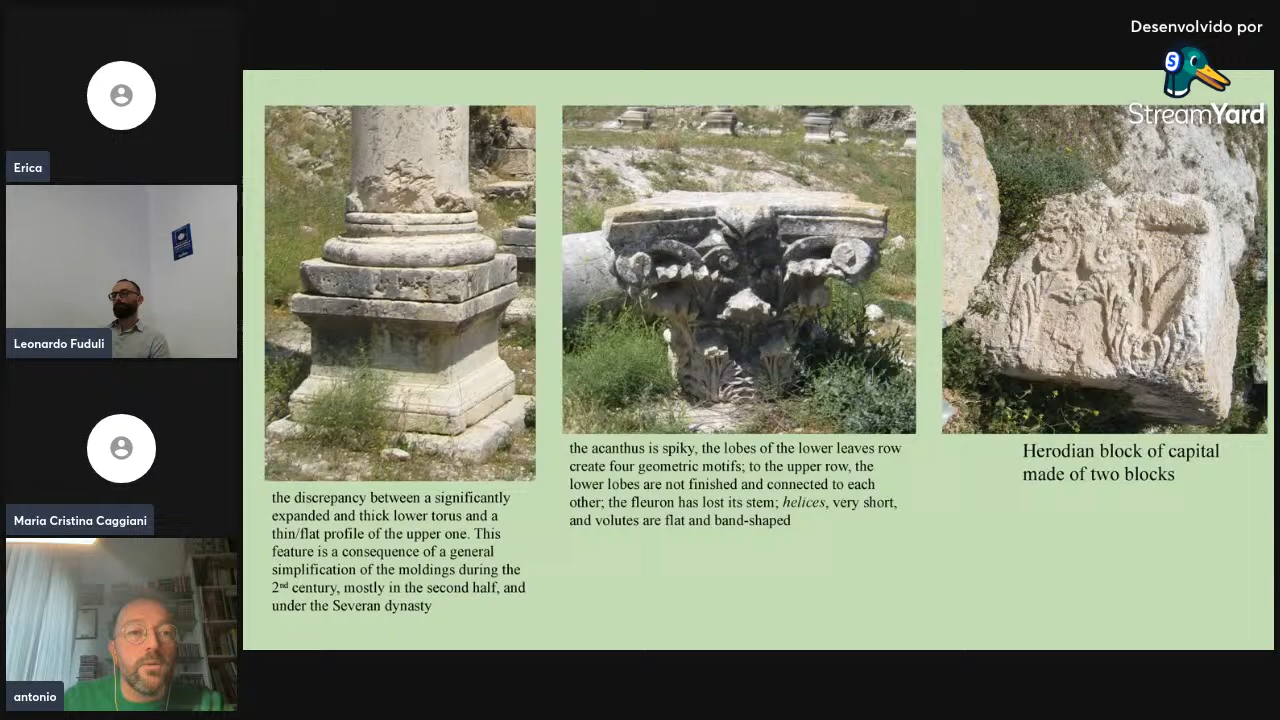 Desenvolvido por
S
StreamYard
Erica
Leonardo Fuduli
Maria Cristina Caggiani
antonio
the discrepancy between a significantly
expanded and thick lower torus and a
thin/flat profile of the upper one. This
feature is a consequence of a general
simplification of the moldings during the
2nd century, mostly in the second half, and
under the Severan dynasty
the acanthus is spiky, the lobes of the lower leaves row
create four geometric motifs; to the upper row, the
lower lobes are not finished and connected to each
other; the fleuron has lost its stem; helices, very short,
and volutes are flat and band-shaped
Herodian block of capital
made of two blocks